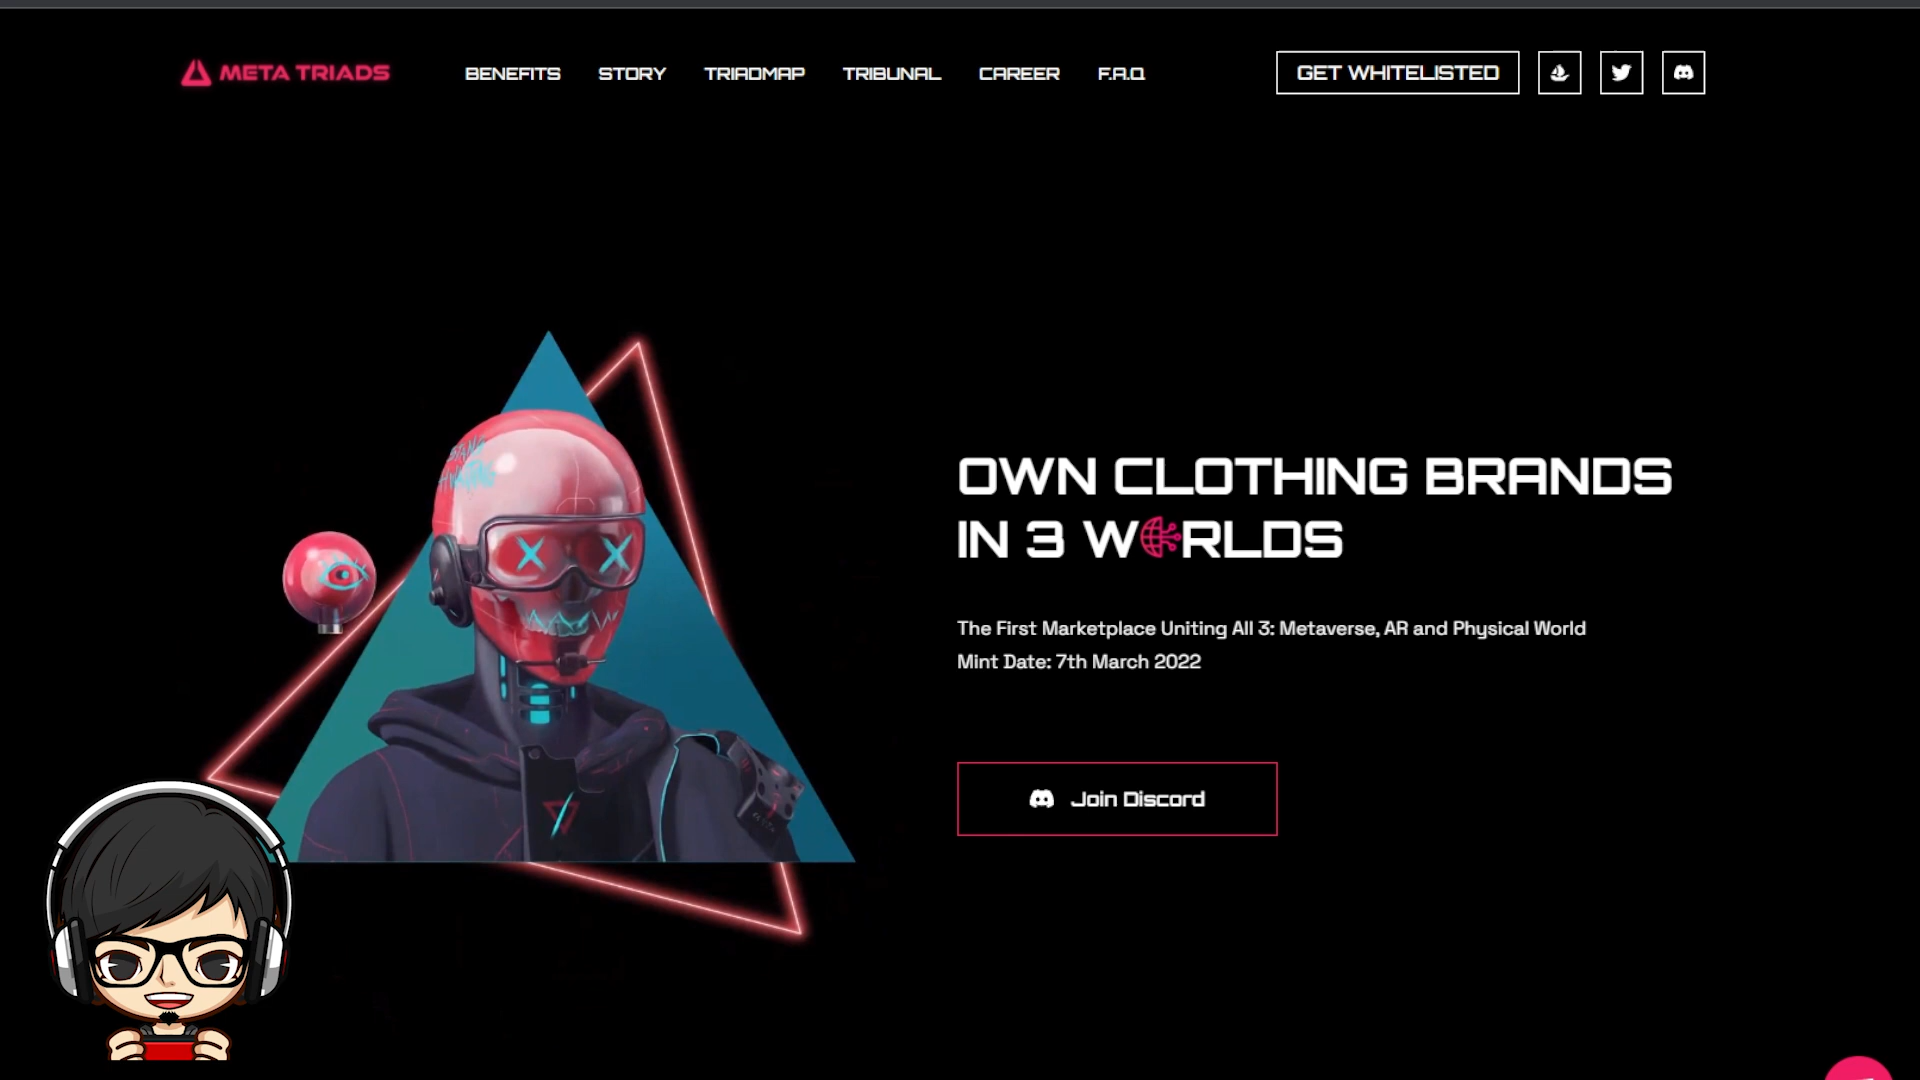 META TRIADS
BENEFITS
STORY
TRIADMAP
TRIBUNAL
CAREER
F.A.Q
GET WHITELISTED
OWN CLOTHING BRANDS
IN 3 WORLDS
The First Marketplace Uniting All 3: Metaverse, AR and Physical World
Mint Date: 7th March 2022
Join Discord